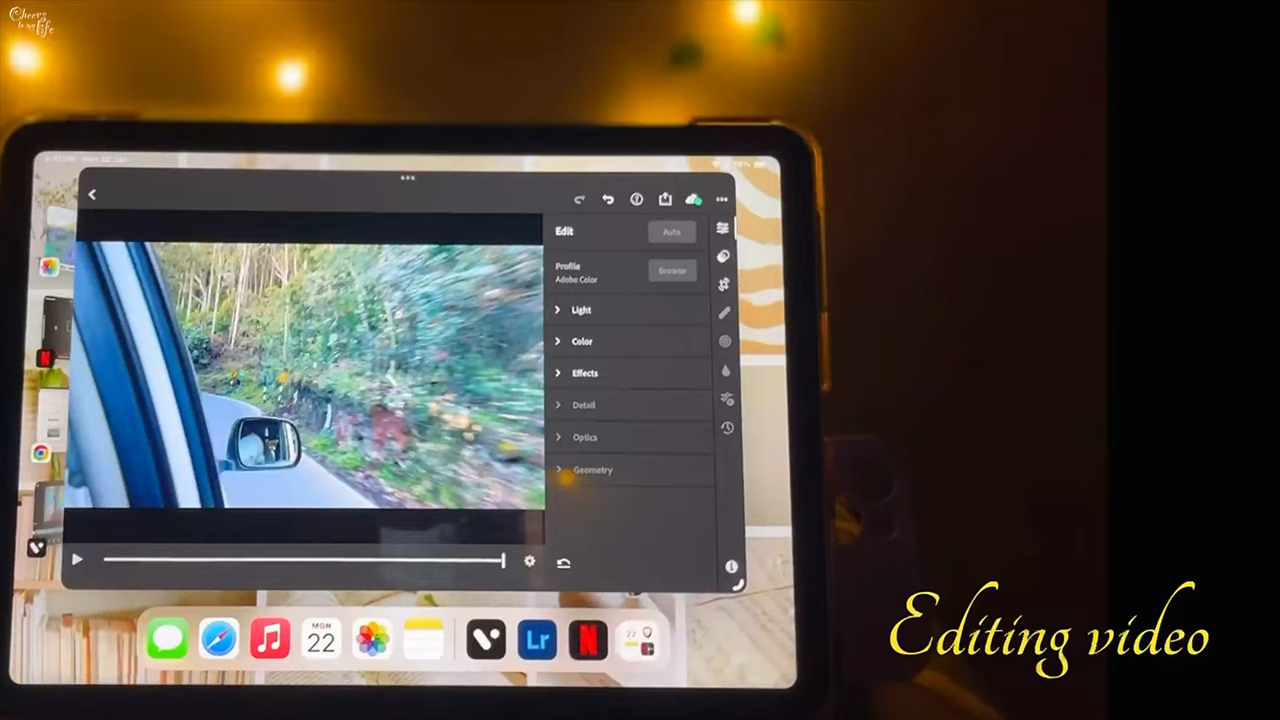 Cheers
to my life
Edit
Auto
Profile
Adobe Color
Browse
Light
Color
Effects
Detail
Optics
Geometry
MON
22
Lr
N
22
Editing video